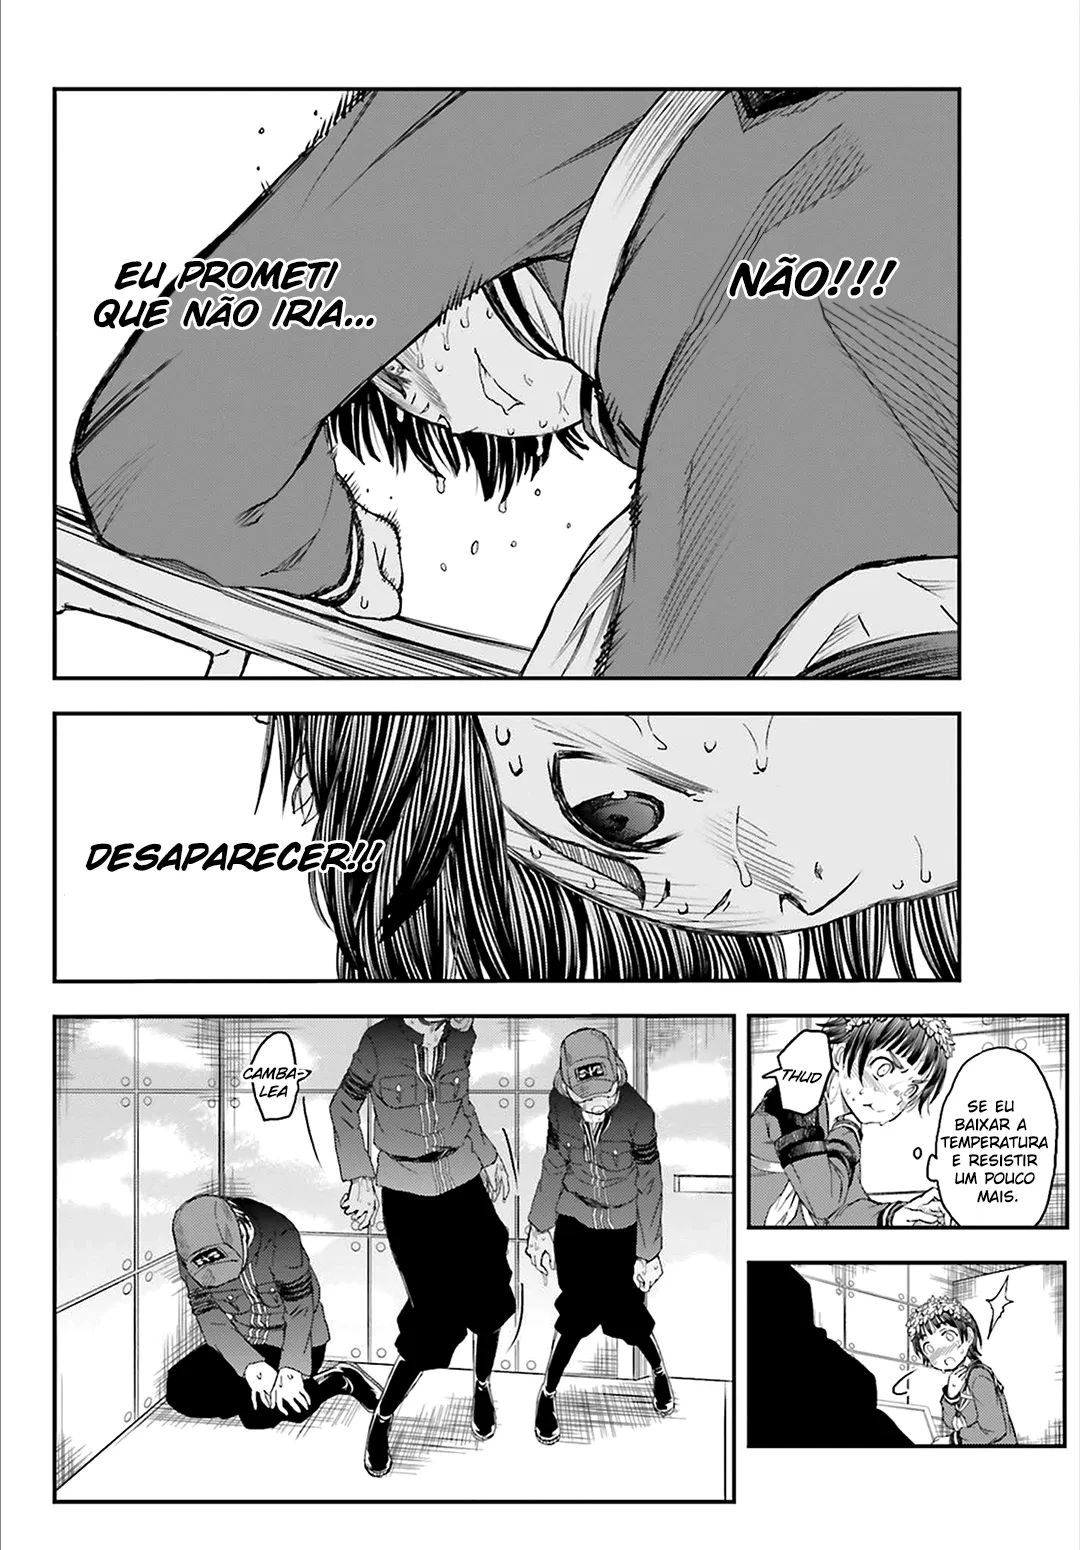 NÃO!!!
EU PROMETI
QUE NÃO IRIA...
DESAPARECER!!
THUD
SE EU
BAIXAR A
TEMPERATURA
E RESISTIR
UM POUCO
MAIS.
CAMBA-
LEA